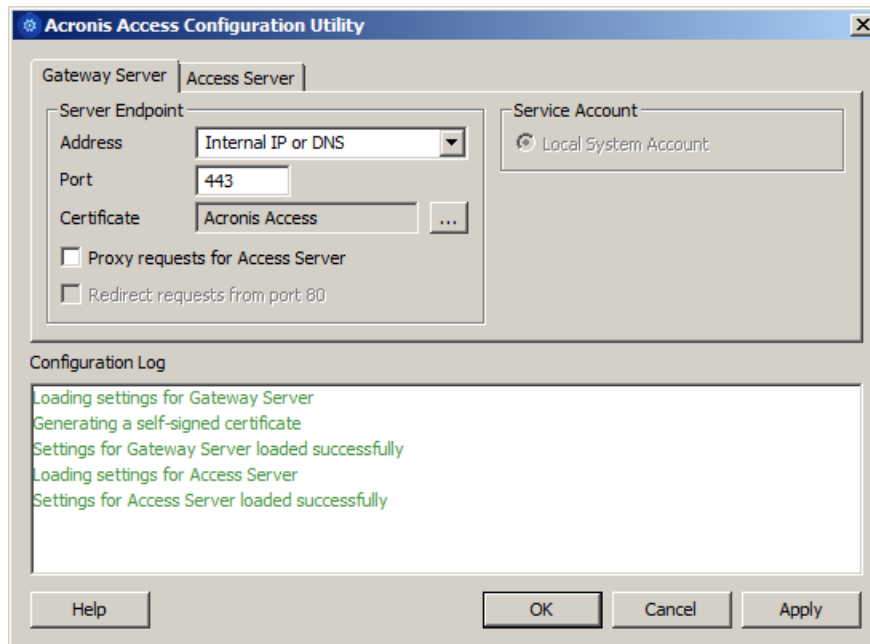 Acronis Access Configuration Utility
Gateway Server
Access Server
Server Endpoint
Address
Internal IP or DNS
Port
443
Certificate
Acronis Access
...
Proxy requests for Access Server
Redirect requests from port 80
Service Account
Local System Account
Configuration Log
Loading settings for Gateway Server
Generating a self-signed certificate
Settings for Gateway Server loaded successfully
Loading settings for Access Server
Settings for Access Server loaded successfully
Help
OK
Cancel
Apply